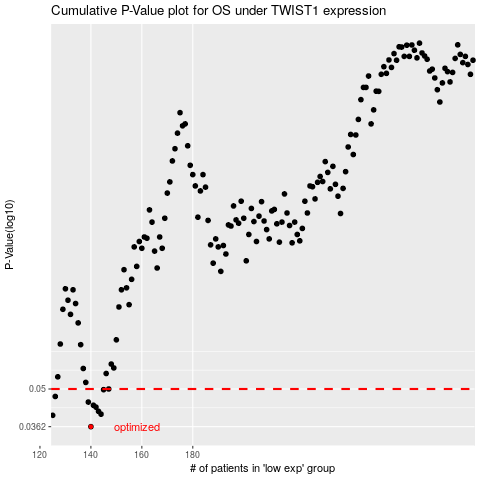 Cumulative P-Value plot for OS under TWIST1 expression
P-Value(log10)
0.05
0.0362
optimized
120 140 160 180
# of patients in 'low exp' group